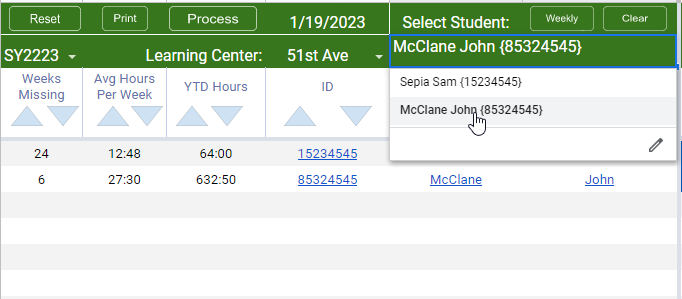 Reset Print Process 1/19/2023 Select Student: Weekly Clear
SY2223 Learning Center: 51st Ave McClane John {85324545}
Weeks Missing Avg Hours Per Week YTD Hours ID
Sepia Sam {15234545}
McClane John {85324545}
24 12:48 64:00 15234545
6 27:30 632:50 85324545 McClane John